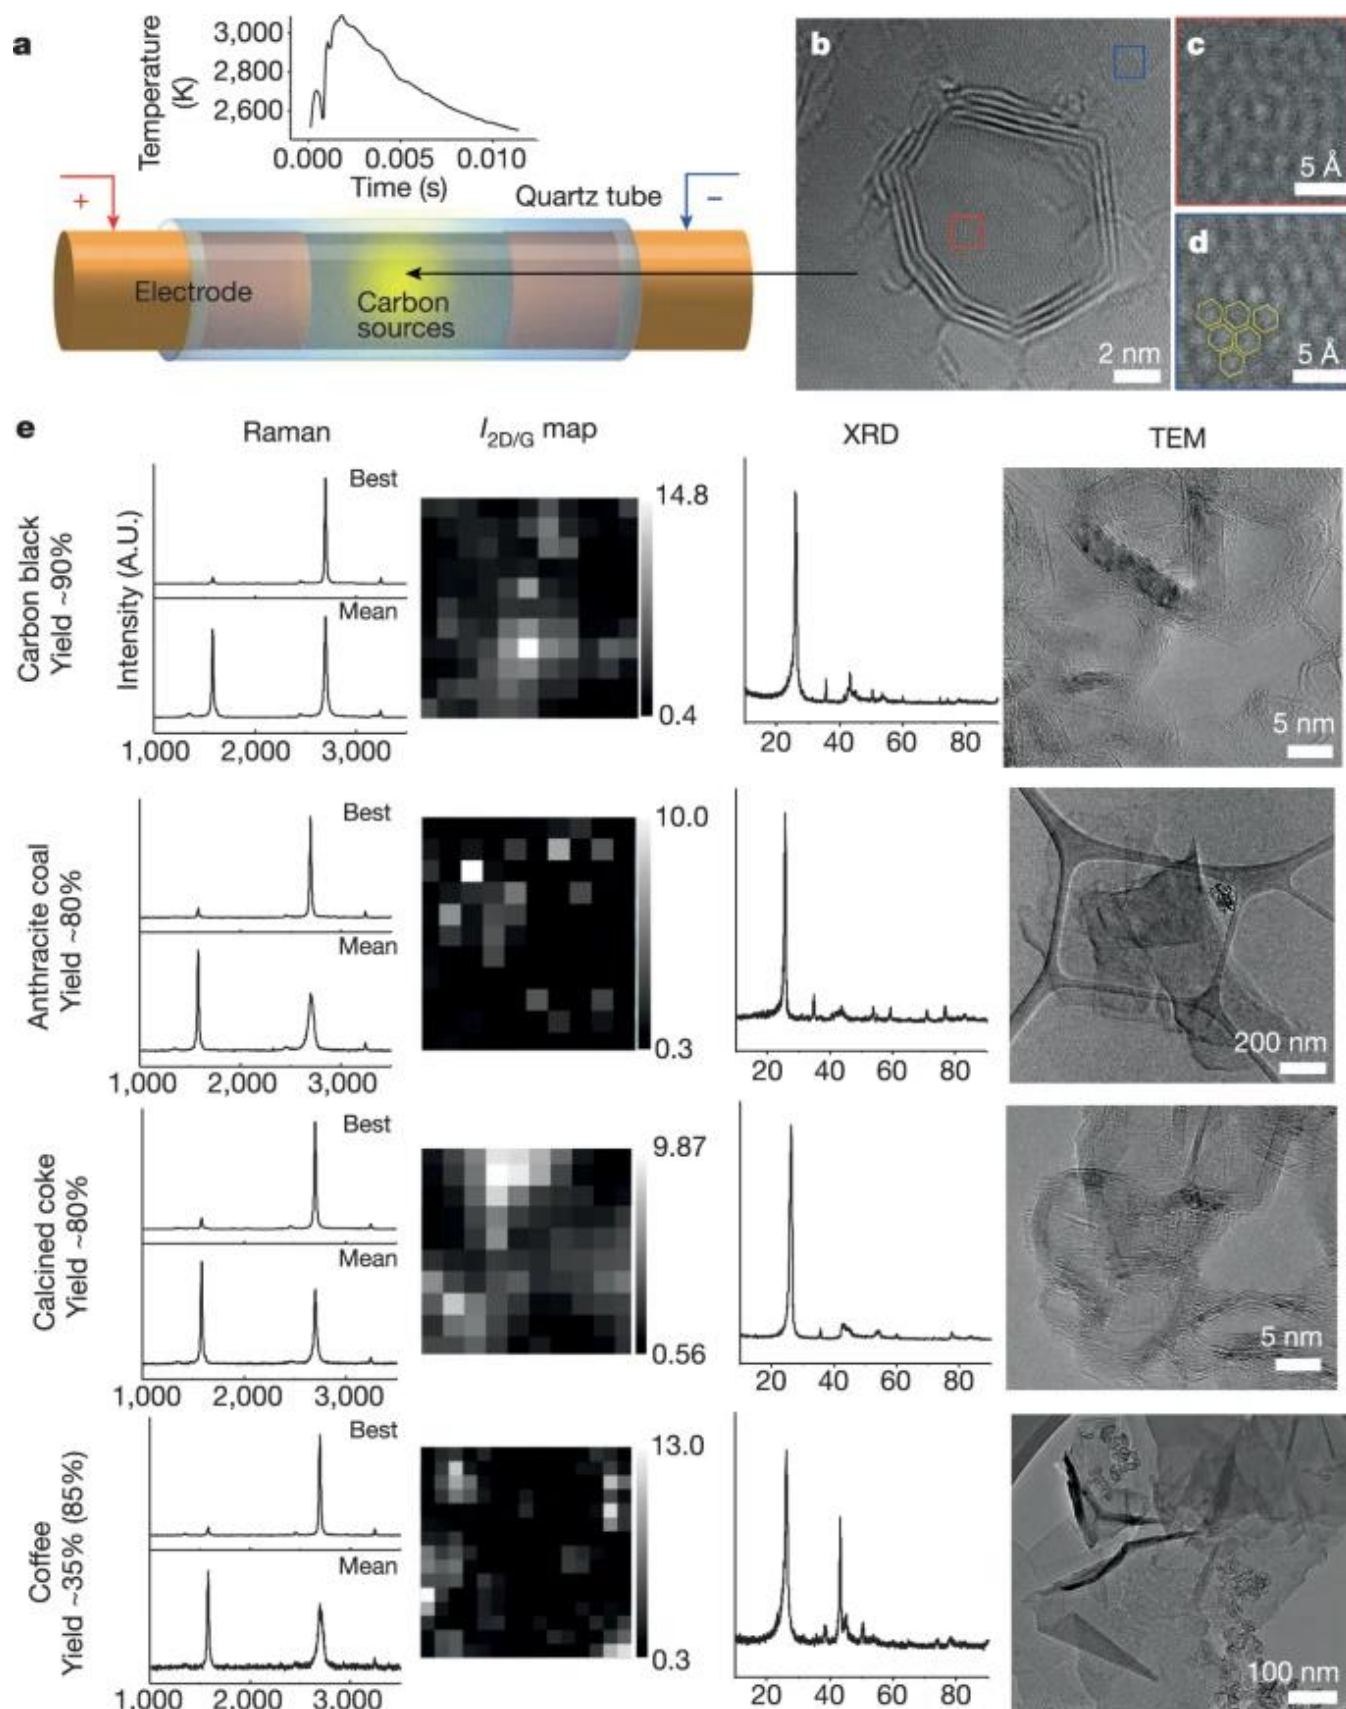 a
Temperature
(K)
3,000
2,800
2,600
0.000 0.005 0.010
Time (s)
Quartz tube
+
−
Electrode
Carbon
sources
b
2 nm
c
5 Å
d
5 Å
e
Raman
I2D/G map
XRD
TEM
Carbon black
Yield ~90%
Intensity (A.U.)
Best
Mean
1,000 2,000 3,000
14.8
0.4
20 40 60 80
5 nm
Anthracite coal
Yield ~80%
Best
Mean
1,000 2,000 3,000
10.0
0.3
20 40 60 80
200 nm
Calcined coke
Yield ~80%
Best
Mean
1,000 2,000 3,000
9.87
0.56
20 40 60 80
5 nm
Coffee
Yield ~35% (85%)
Best
Mean
1,000 2,000 3,000
13.0
0.3
20 40 60 80
100 nm